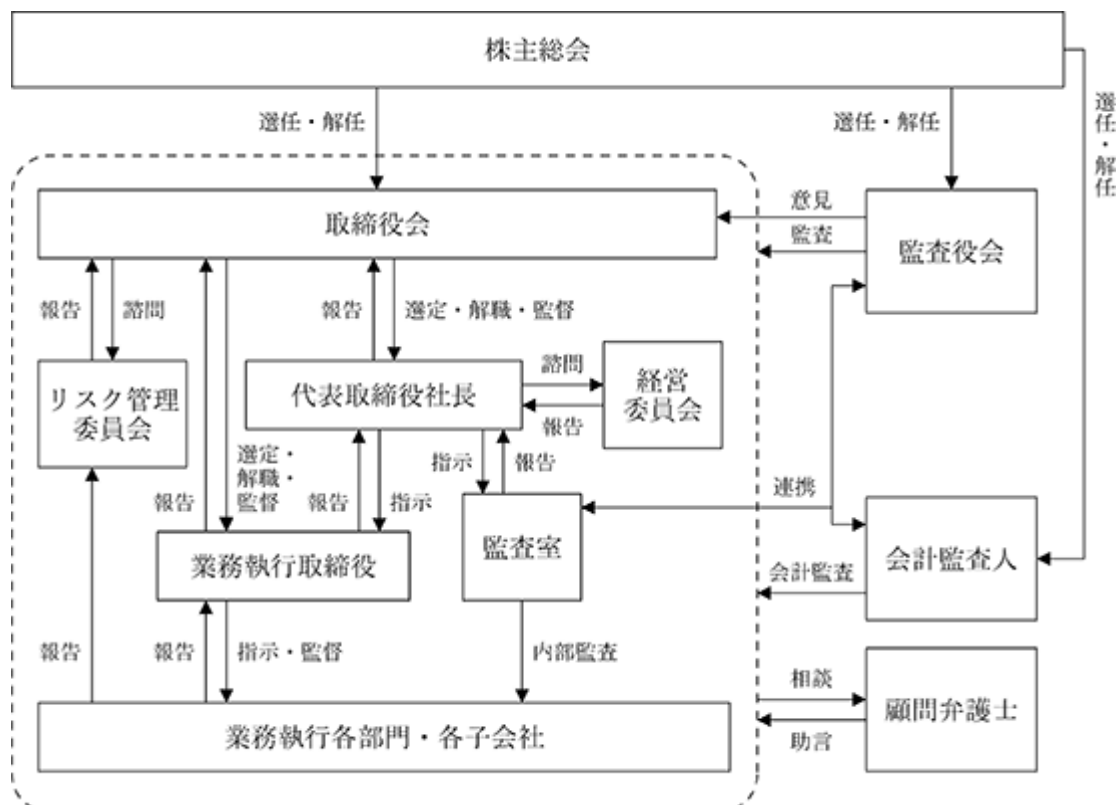 株主総会
選任・解任
選任・解任
選任・解任
取締役会
意見
監査
監査役会
報告
諮問
報告
選定・解職・監督
リスク管理
委員会
代表取締役社長
諮問
報告
経営
委員会
選定・
解職・
監督
報告
報告
指示
指示
報告
連携
業務執行取締役
監査室
会計監査人
会計監査
報告
報告
指示・監督
内部監査
相談
助言
顧問弁護士
業務執行各部門・各子会社